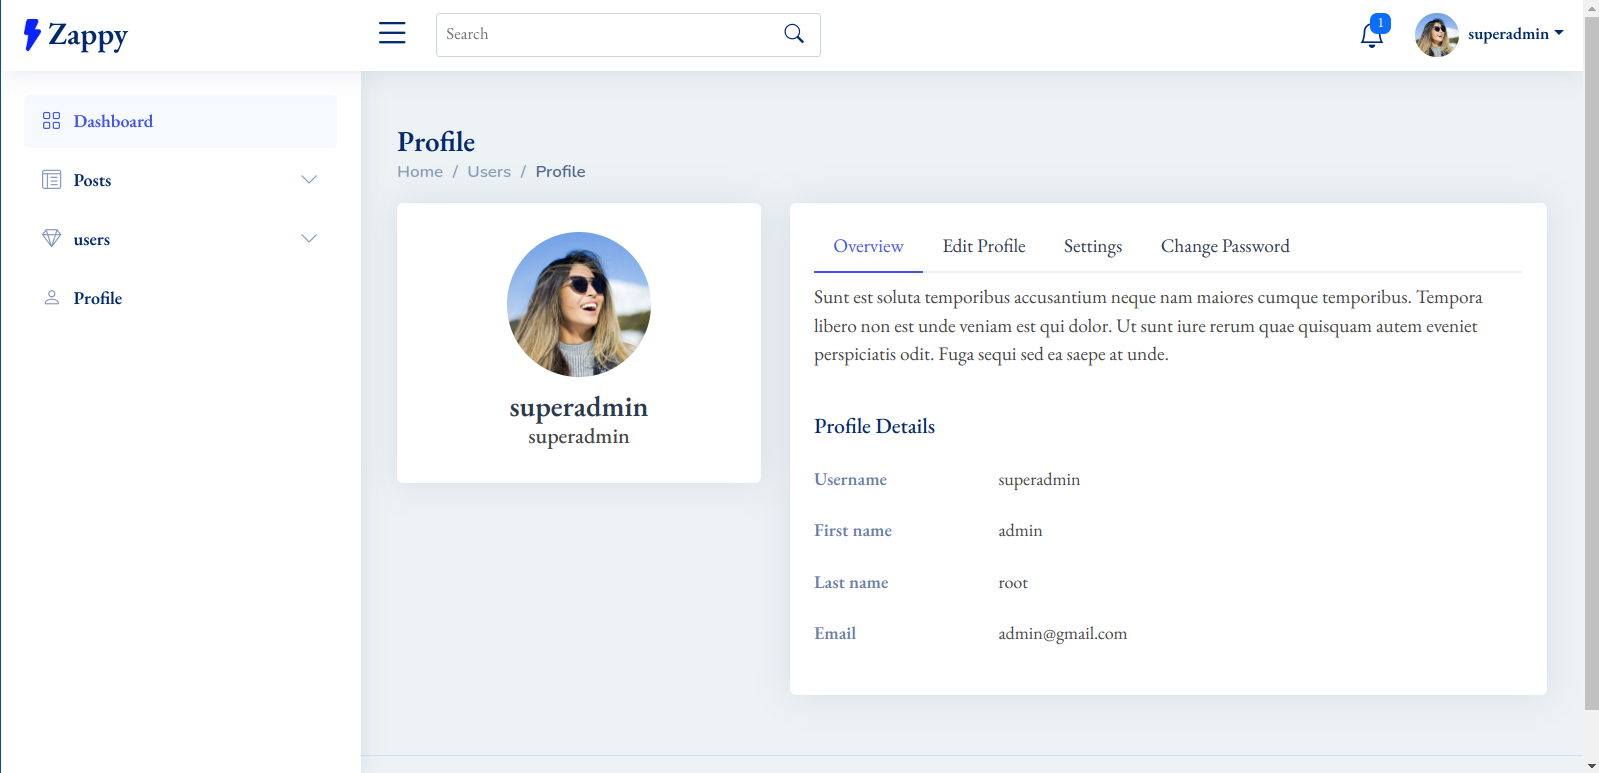 Zappy
Search
1
superadmin
Dashboard
Posts
users
Profile
Profile
Home / Users / Profile
superadmin
superadmin
Overview Edit Profile Settings Change Password
Sunt est soluta temporibus accusantium neque nam maiores cumque temporibus. Tempora
libero non est unde veniam est qui dolor. Ut sunt iure rerum quae quisquam autem eveniet
perspiciatis odit. Fuga sequi sed ea saepe at unde.
Profile Details
Username superadmin
First name admin
Last name root
Email admin@gmail.com